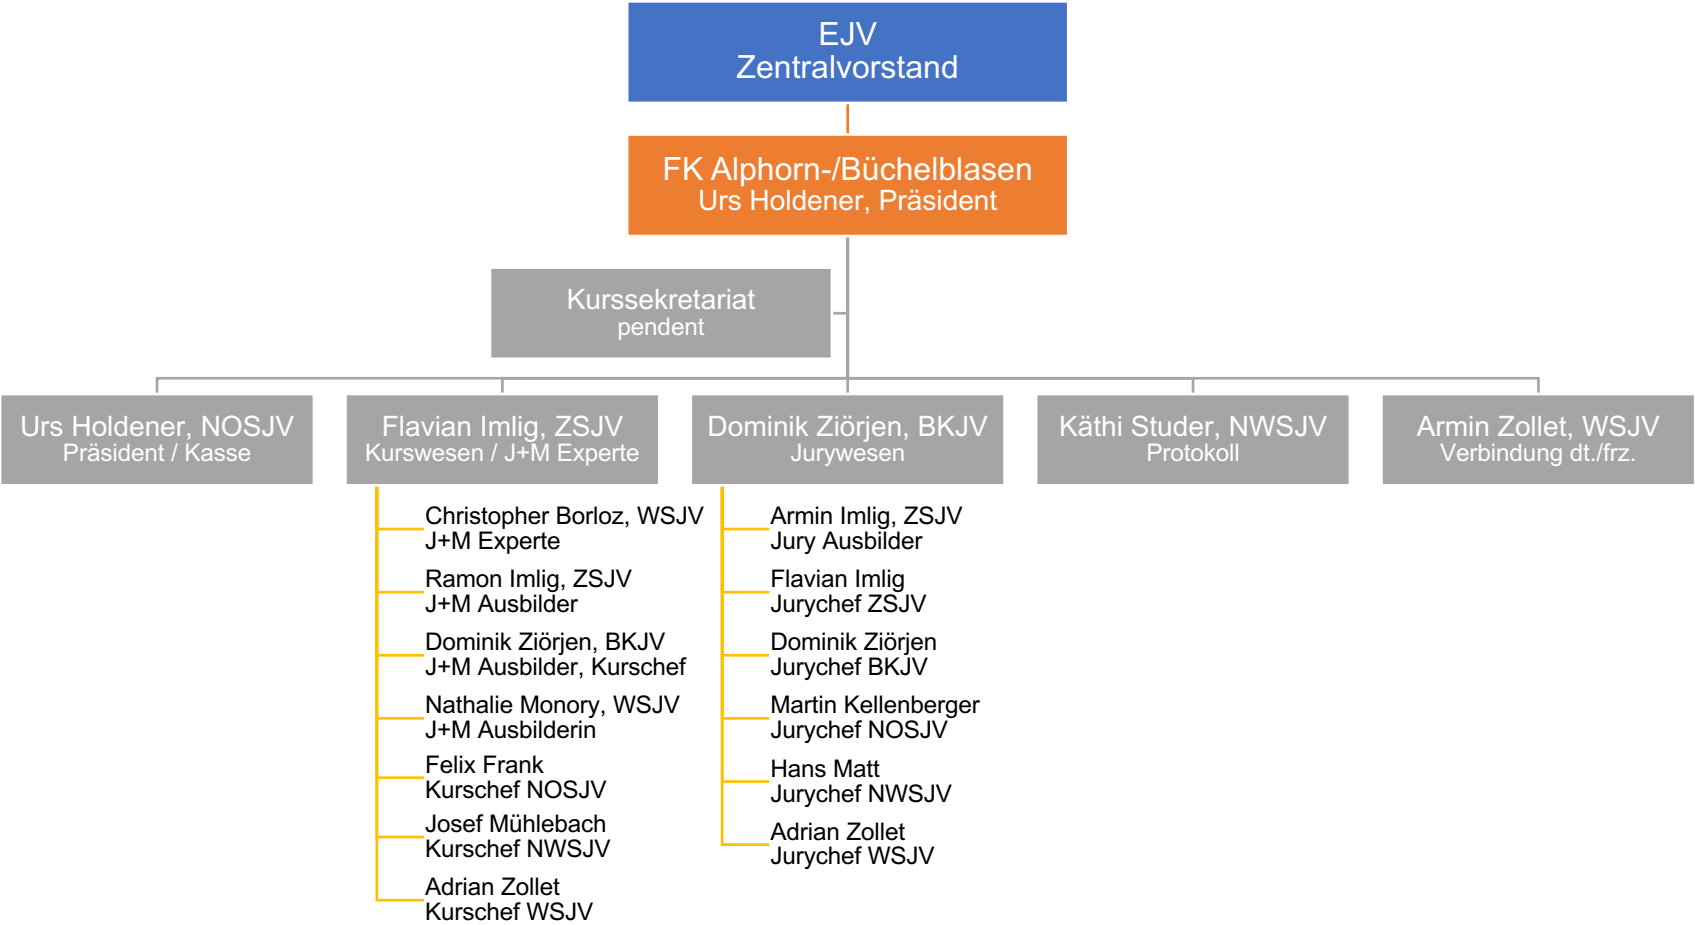 EJV
Zentralvorstand
FK Alphorn-/Büchelblasen
Urs Holdener, Präsident
Kurssekretariat
pendent
Urs Holdener, NOSJV
Präsident / Kasse
Flavian Imlig, ZSJV
Kurswesen / J+M Experte
Dominik Ziörjen, BKJV
Jurywesen
Käthi Studer, NWSJV
Protokoll
Armin Zollet, WSJV
Verbindung dt./frz.
Christopher Borloz, WSJV
J+M Experte
Ramon Imlig, ZSJV
J+M Ausbilder
Dominik Ziörjen, BKJV
J+M Ausbilder, Kurschef
Nathalie Monory, WSJV
J+M Ausbilderin
Felix Frank
Kurschef NOSJV
Josef Mühlebach
Kurschef NWSJV
Adrian Zollet
Kurschef WSJV
Armin Imlig, ZSJV
Jury Ausbilder
Flavian Imlig
Jurychef ZSJV
Dominik Ziörjen
Jurychef BKJV
Martin Kellenberger
Jurychef NOSJV
Hans Matt
Jurychef NWSJV
Adrian Zollet
Jurychef WSJV